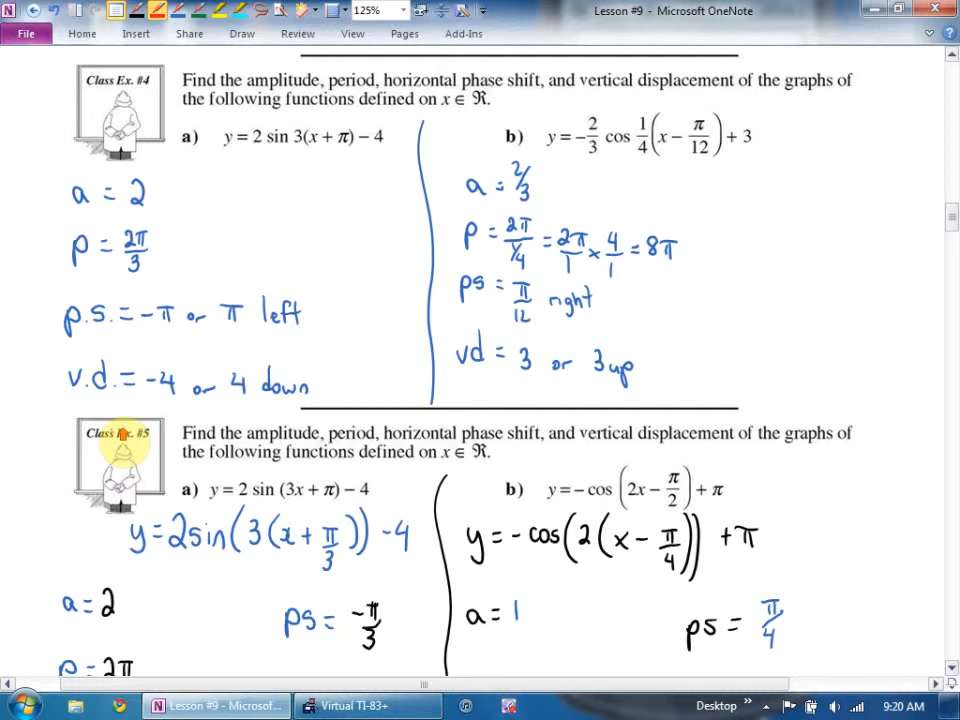 125%
Lesson #9 - Microsoft OneNote
File Home Insert Share Draw Review View Pages Add-Ins
Class Ex. #4
Find the amplitude, period, horizontal phase shift, and vertical displacement of the graphs of
the following functions defined on x ∈ ℜ.
a) y = 2 sin 3(x + π) – 4
b) y = – 2/3 cos 1/4 (x – π/12) + 3
a = 2
p = 2π/3
p.s. = -π or π left
v.d. = -4 or 4 down
a = 2/3
p = 2π/(1/4) = 2π/1 × 4/1 = 8π
ps = π/12 right
vd = 3 or 3 up
Class Ex. #5
Find the amplitude, period, horizontal phase shift, and vertical displacement of the graphs of
the following functions defined on x ∈ ℜ.
a) y = 2 sin (3x + π) – 4
b) y = – cos (2x – π/2) + π
y = 2sin(3(x + π/3)) - 4
y = - cos(2(x - π/4)) + π
a = 2
ps = -π/3
p = 2π
a = 1
ps = π/4
Lesson #9 - Micros...
Virtual TI-83+
Desktop
9:20 AM